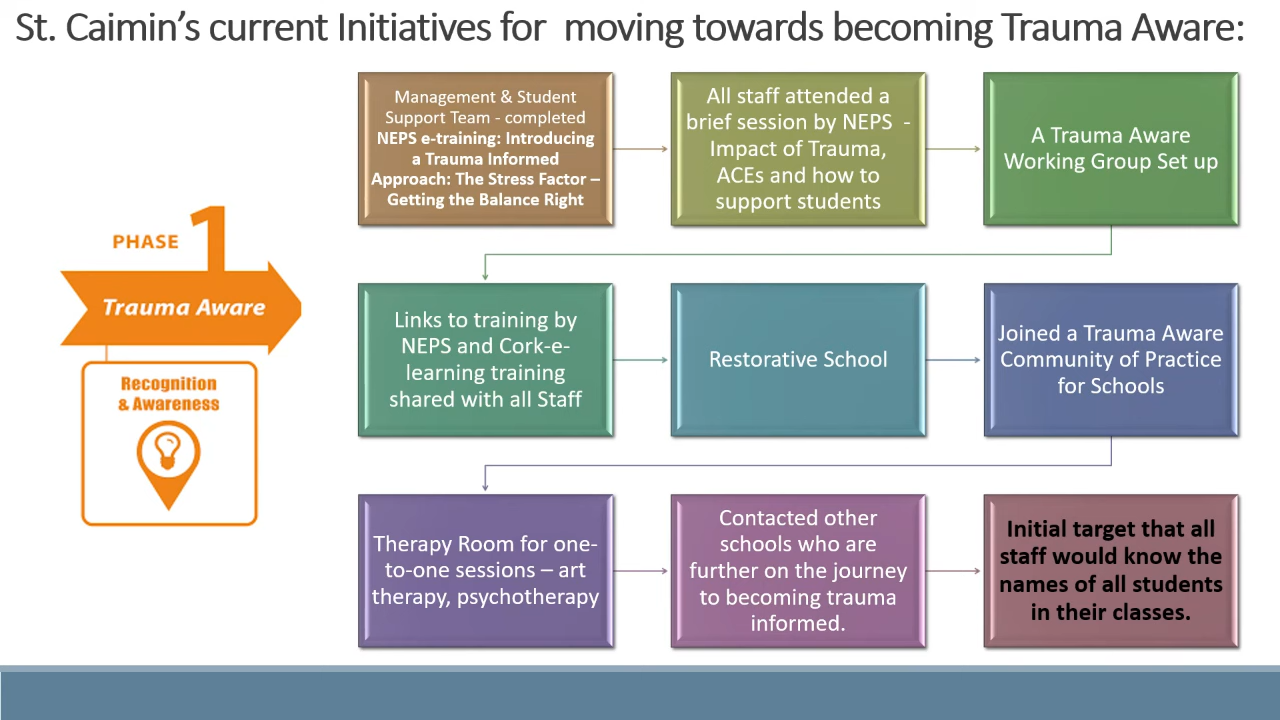 St. Caimin’s current Initiatives for  moving towards becoming Trauma Aware:
PHASE 1
Trauma Aware
Recognition
& Awareness
Management & Student
Support Team - completed
NEPS e-training: Introducing
a Trauma Informed
Approach: The Stress Factor –
Getting the Balance Right
All staff attended a
brief session by NEPS  -
Impact of Trauma,
ACEs and how to
support students
A Trauma Aware
Working Group Set up
Links to training by
NEPS and Cork-e-
learning training
shared with all Staff
Restorative School
Joined a Trauma Aware
Community of Practice
for Schools
Therapy Room for one-
to-one sessions – art
therapy, psychotherapy
Contacted other
schools who are
further on the journey
to becoming trauma
informed.
Initial target that all
staff would know the
names of all students
in their classes.